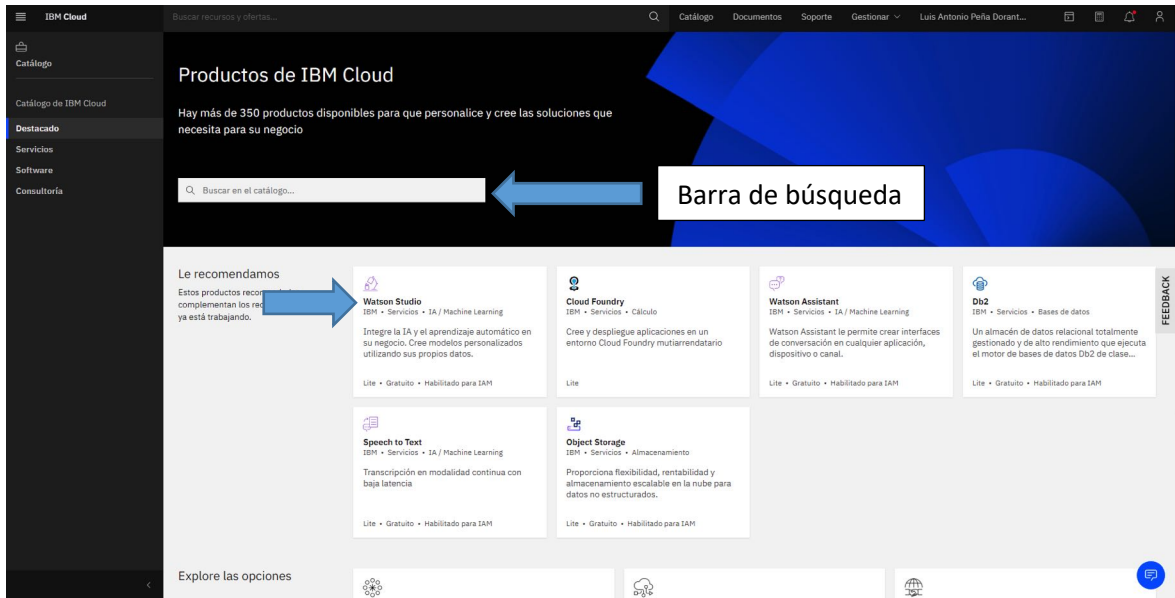 IBM Cloud
Buscar recursos y ofertas...
Catálogo
Documentos
Soporte
Gestionar
Luis Antonio Peña Dorant...
Catálogo
Catálogo de IBM Cloud
Destacado
Servicios
Software
Consultoría
Productos de IBM Cloud
Hay más de 350 productos disponibles para que personalice y cree las soluciones que
necesita para su negocio
Buscar en el catálogo...
Barra de búsqueda
Le recomendamos
Estos productos
complementan los
ya está trabajando.
Watson Studio
IBM • Servicios • IA / Machine Learning
Integre la IA y el aprendizaje automático en
su negocio. Cree modelos personalizados
utilizando sus propios datos.
Lite • Gratuito • Habilitado para IAM
Cloud Foundry
IBM • Servicios • Cálculo
Cree y despliegue aplicaciones en un
entorno Cloud Foundry mutiarrendatario
Lite
Watson Assistant
IBM • Servicios • IA / Machine Learning
Watson Assistant le permite crear interfaces
de conversación en cualquier aplicación,
dispositivo o canal.
Lite • Gratuito • Habilitado para IAM
Db2
IBM • Servicios • Bases de datos
Un almacén de datos relacional totalmente
gestionado y de alto rendimiento que ejecuta
el motor de bases de datos Db2 de clase...
Lite • Gratuito • Habilitado para IAM
FEEDBACK
Speech to Text
IBM • Servicios • IA / Machine Learning
Transcripción en modalidad continua con
baja latencia
Lite • Gratuito • Habilitado para IAM
Object Storage
IBM • Servicios • Almacenamiento
Proporciona flexibilidad, rentabilidad y
almacenamiento escalable en la nube para
datos no estructurados.
Lite • Gratuito • Habilitado para IAM
Explore las opciones